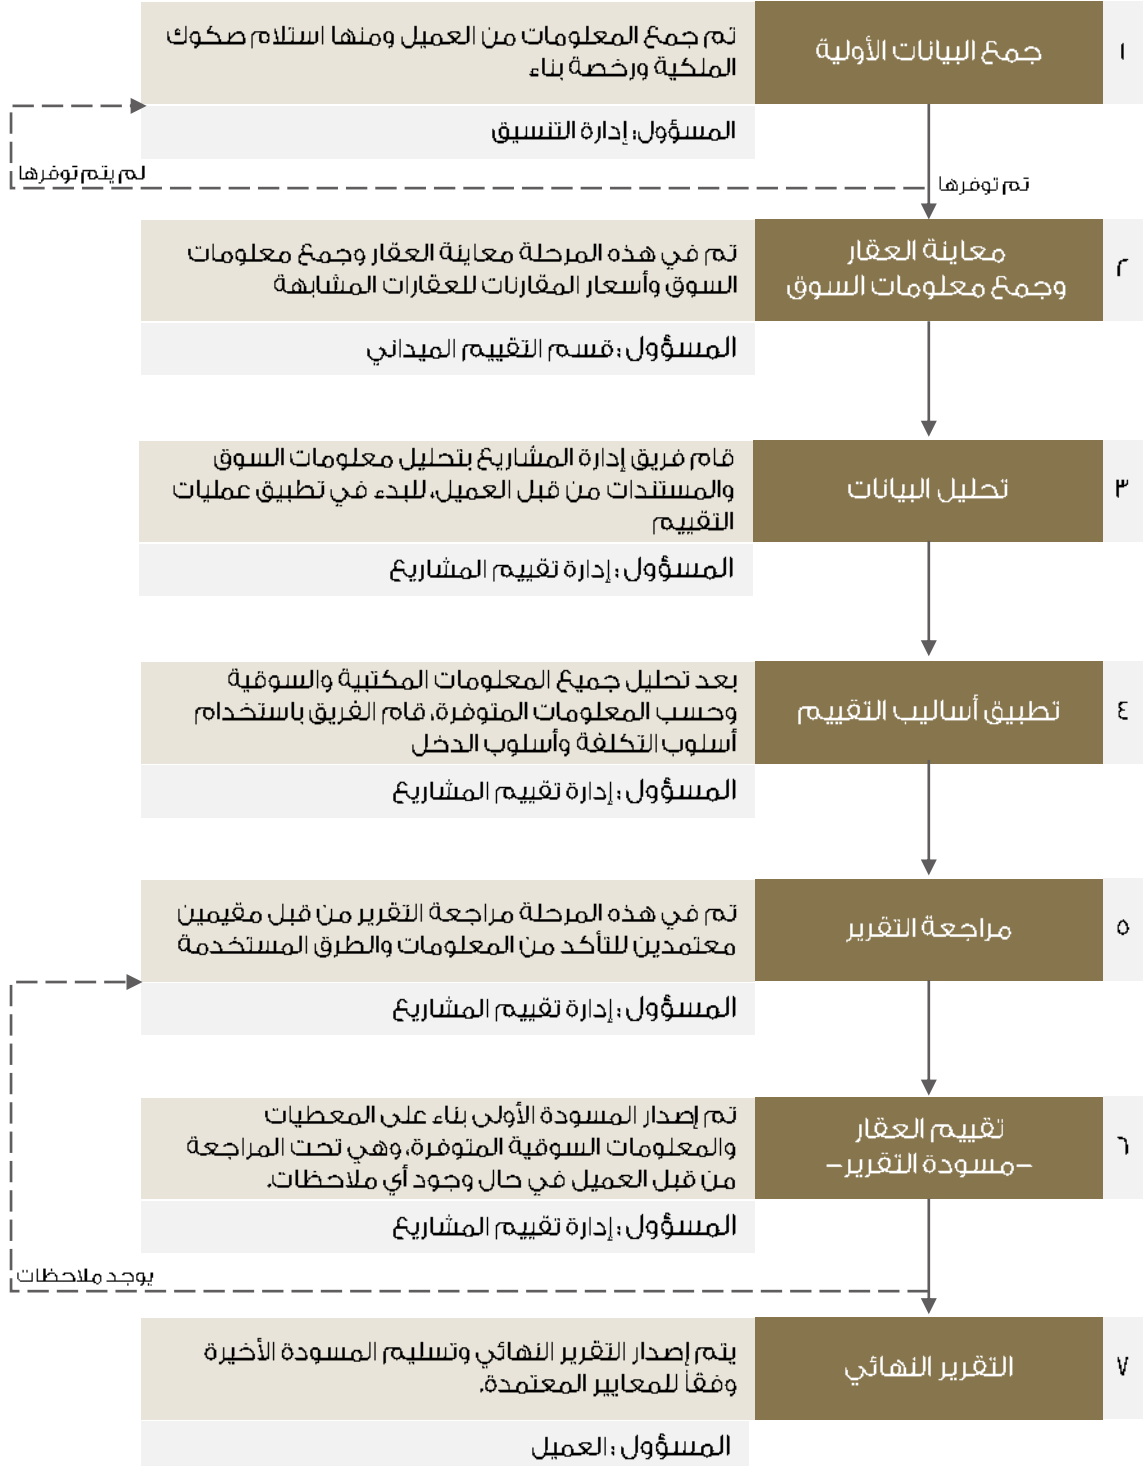 ١
جمع البيانات الأولية
تم جمع المعلومات من العميل ومنها استلام صكوك
الملكية ورخصة بناء
المسؤول: إدارة التنسيق
لم يتم توفرها
تم توفرها
٢
معاينة العقار
وجمع معلومات السوق
تم في هذه المرحلة معاينة العقار وجمع معلومات
السوق وأسعار المقارنات للعقارات المشابهة
المسؤول: قسم التقييم الميداني
٣
تحليل البيانات
قام فريق إدارة المشاريع بتحليل معلومات السوق
والمستندات من قبل العميل، للبدء في تطبيق عمليات
التقييم
المسؤول: إدارة تقييم المشاريع
٤
تطبيق أساليب التقييم
بعد تحليل جميع المعلومات المكتبية والسوقية
وحسب المعلومات المتوفرة، قام الفريق باستخدام
أسلوب التكلفة وأسلوب الدخل
المسؤول: إدارة تقييم المشاريع
٥
مراجعة التقرير
تم في هذه المرحلة مراجعة التقرير من قبل مقيمين
معتمدين للتأكد من المعلومات والطرق المستخدمة
المسؤول: إدارة تقييم المشاريع
٦
تقييم العقار
-مسودة التقرير-
تم إصدار المسودة الأولى بناء على المعطيات
والمعلومات السوقية المتوفرة، وهي تحت المراجعة
من قبل العميل في حال وجود أي ملاحظات.
المسؤول: إدارة تقييم المشاريع
يوجد ملاحظات
٧
التقرير النهائي
يتم إصدار التقرير النهائي وتسليم المسودة الأخيرة
وفقاً للمعايير المعتمدة.
المسؤول: العميل